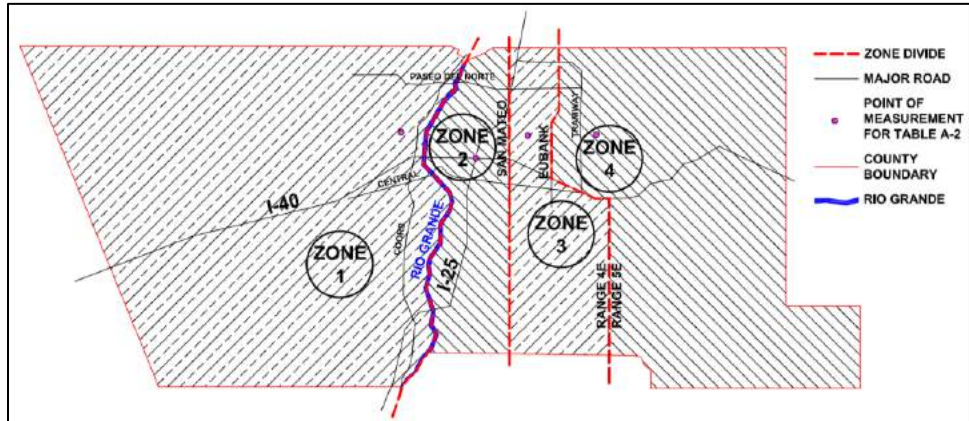 PASEO DEL NORTE
SAN MATEO
EUBANK
TRAMWAY
ZONE
2
ZONE
4
CENTRAL
I-40
COORS
RIO GRANDE
I-25
ZONE
1
ZONE
3
RANGE 4E
RANGE 5E
ZONE DIVIDE
MAJOR ROAD
POINT OF
MEASUREMENT
FOR TABLE A-2
COUNTY
BOUNDARY
RIO GRANDE